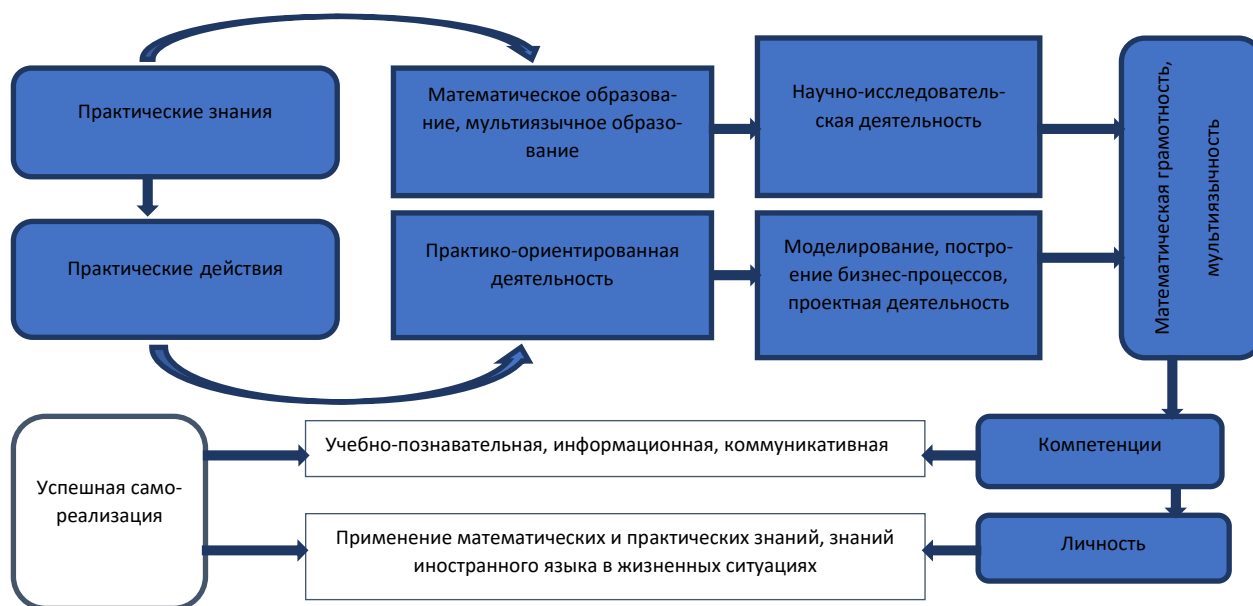 Практические знания
Математическое образова-
ние, мультиязычное образо-
вание
Научно-исследователь-
ская деятельность
Математическая грамотность,
мультиязычность
Практические действия
Практико-ориентированная
деятельность
Моделирование, постро-
ение бизнес-процессов,
проектная деятельность
Успешная само-
реализация
Учебно-познавательная, информационная, коммуникативная
Компетенции
Применение математических и практических знаний, знаний
иностранного языка в жизненных ситуациях
Личность